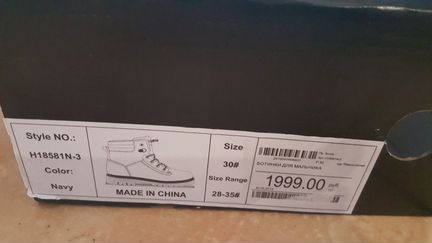 Style NO.:
H18581N-3
Color:
Navy
MADE IN CHINA
Size
30#
Size Range
28-35#
БОТИНКИ ДЛЯ МАЛЬЧИКА
1999.00 руб